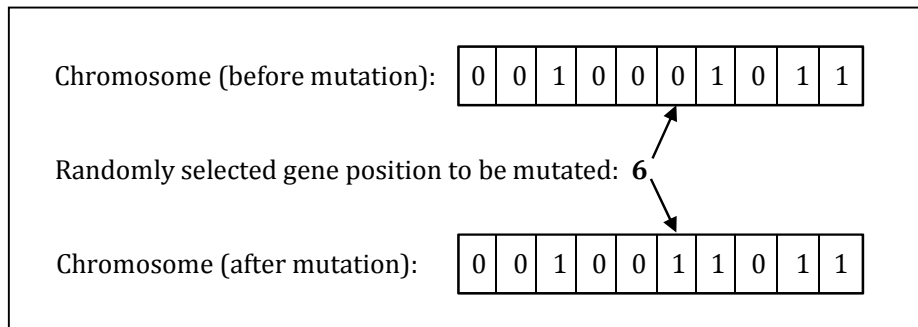 Chromosome (before mutation): 0 0 1 0 0 0 1 0 1 1
Randomly selected gene position to be mutated: 6
Chromosome (after mutation): 0 0 1 0 0 1 1 0 1 1